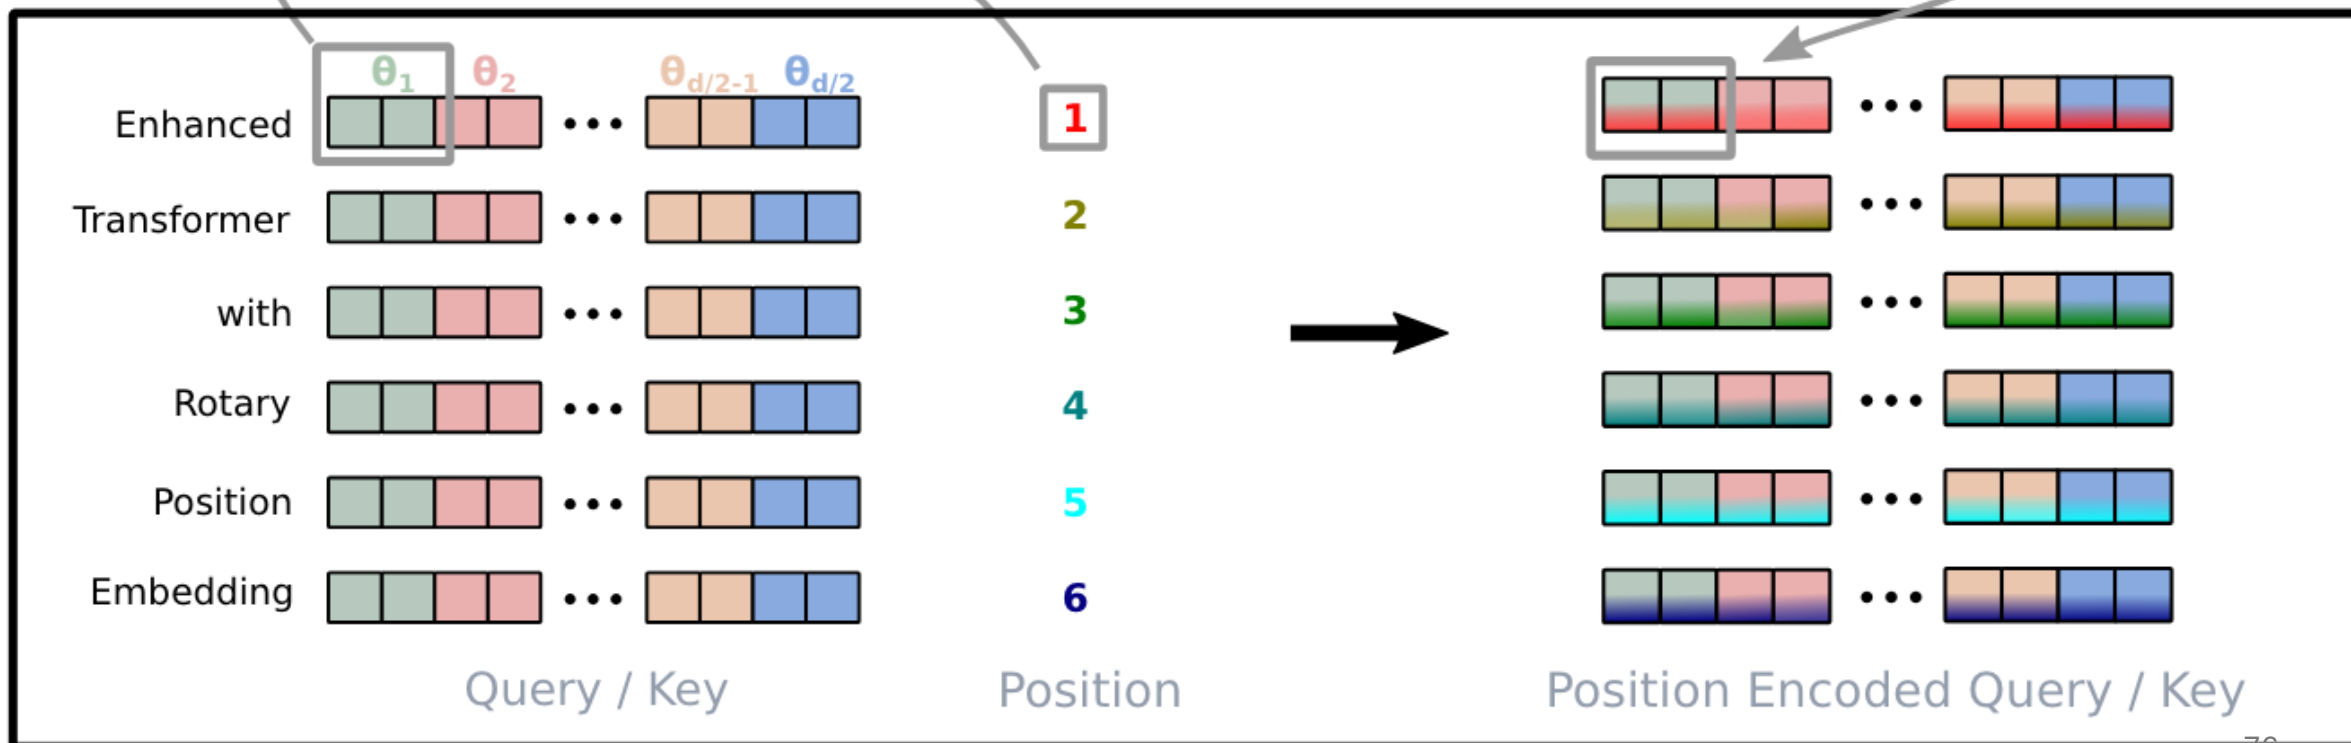 θ1 θ2 θd/2-1 θd/2
Enhanced 1
Transformer 2
with 3
Rotary 4
Position 5
Embedding 6
Query / Key Position Position Encoded Query / Key